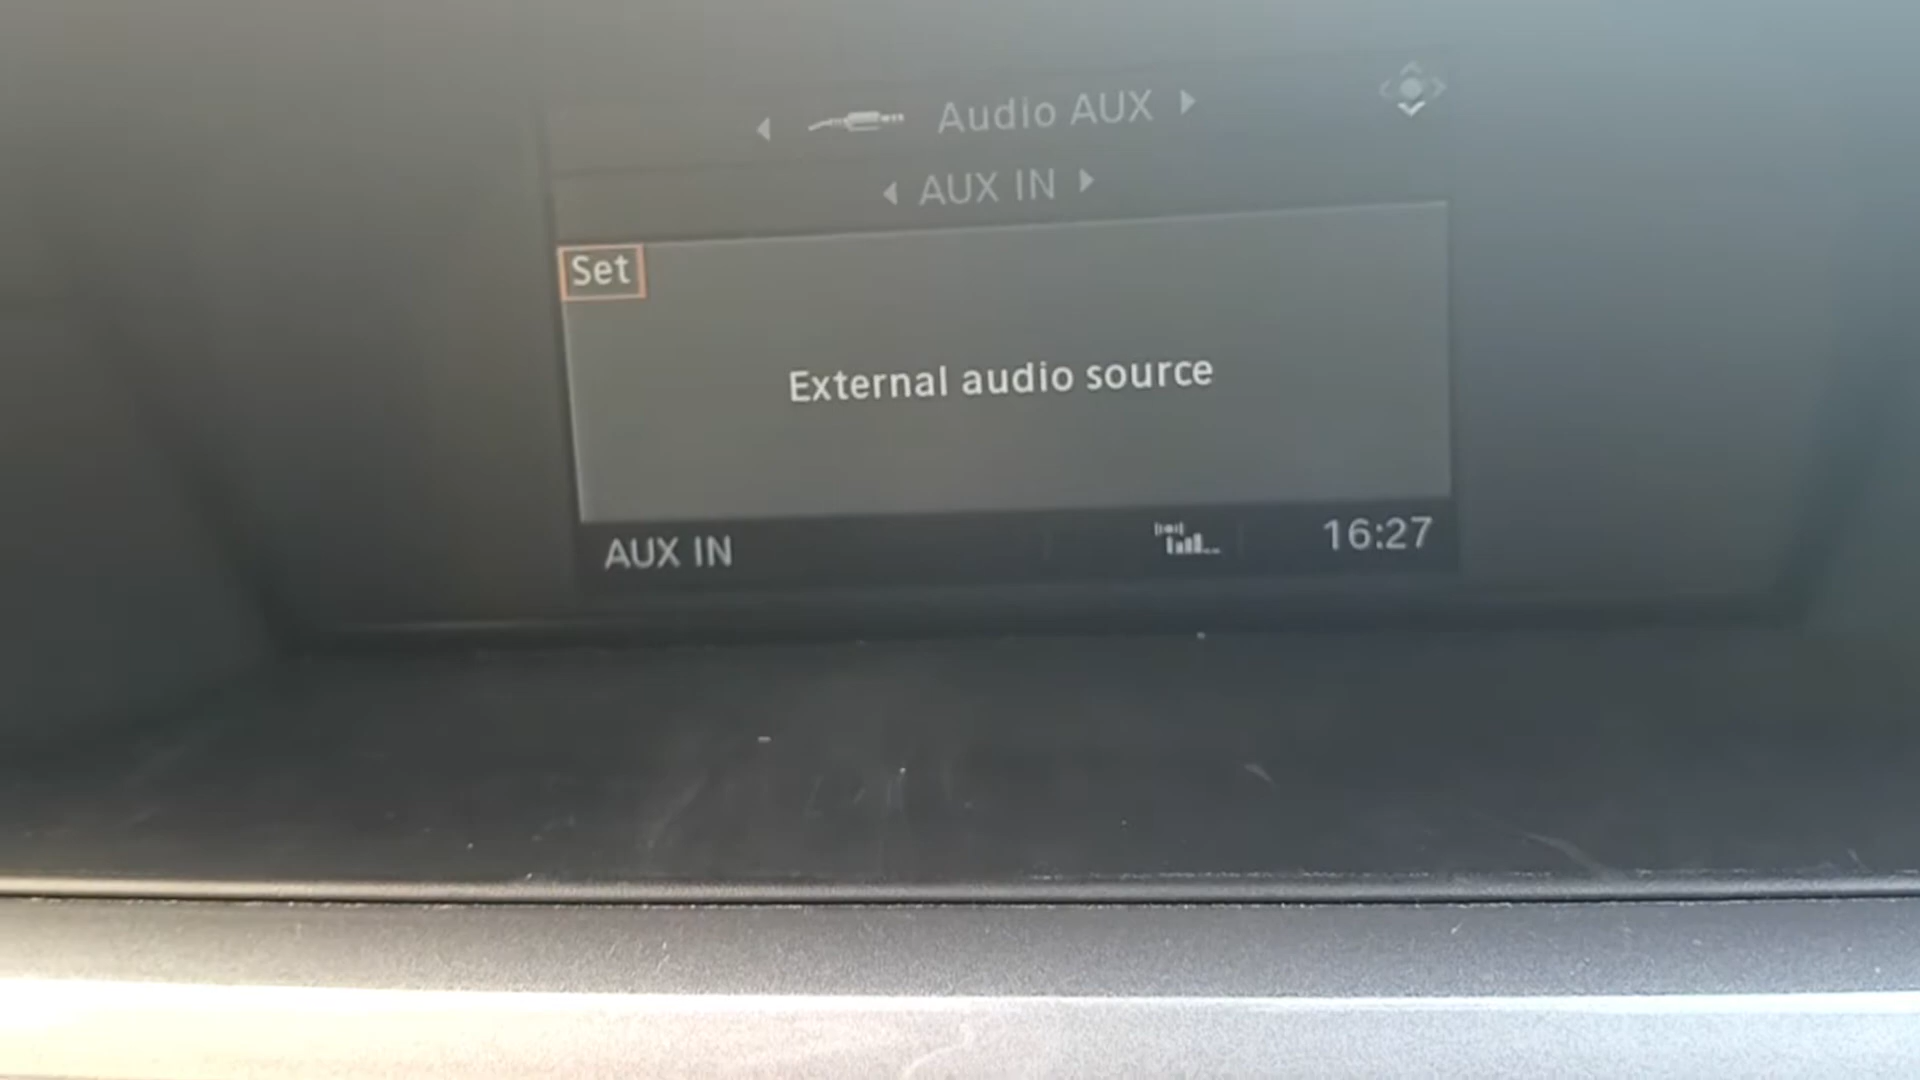 Audio AUX
AUX IN
Set
External audio source
AUX IN
16:27